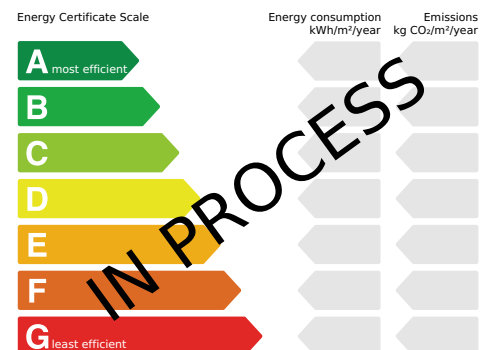 Energy Certificate Scale
Energy consumption
kWh/m²/year
Emissions
kg CO₂/m²/year
A most efficient
B
C
D
E
F
G least efficient
IN PROCESS